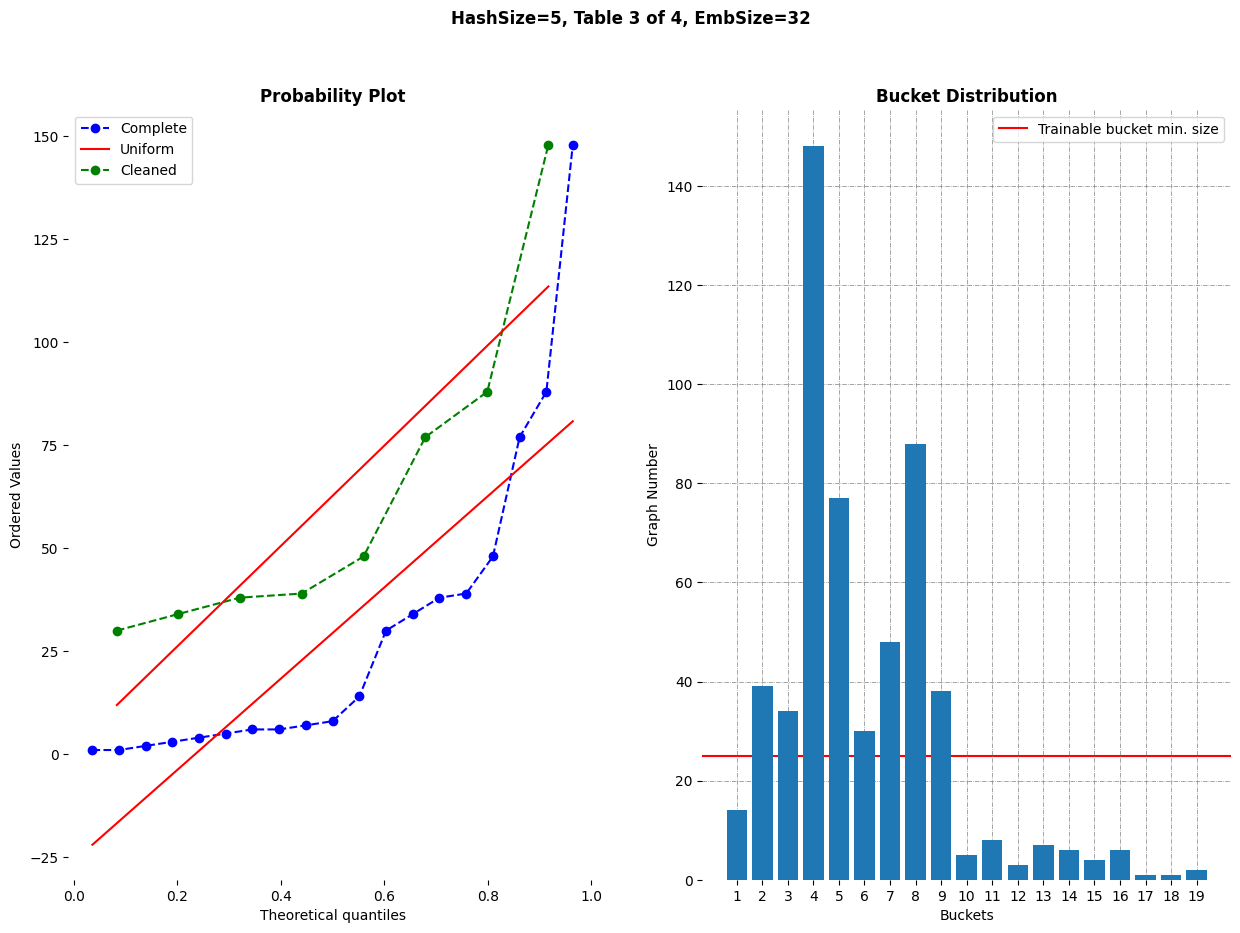 HashSize=5, Table 3 of 4, EmbSize=32
Probability Plot
Complete
Uniform
Cleaned
Ordered Values
150
125
100
75
50
25
0
−25
0.0 0.2 0.4 0.6 0.8 1.0
Theoretical quantiles
Bucket Distribution
Trainable bucket min. size
Graph Number
140
120
100
80
60
40
20
0
1 2 3 4 5 6 7 8 9 10 11 12 13 14 15 16 17 18 19
Buckets